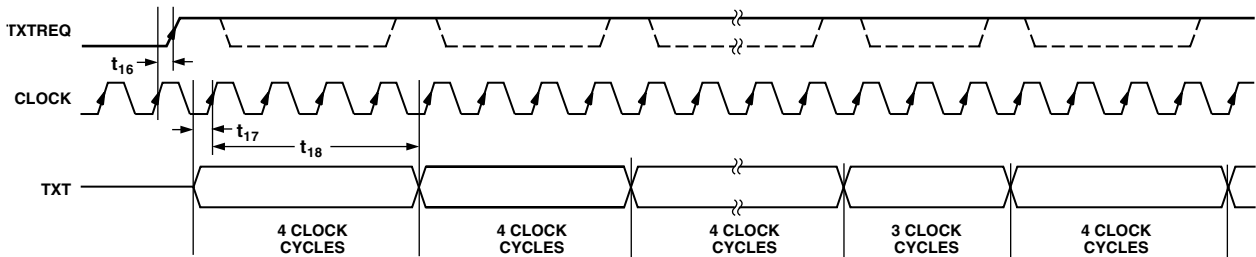 TXTREQ
t16
CLOCK
t17
t18
TXT
4 CLOCK
CYCLES
4 CLOCK
CYCLES
4 CLOCK
CYCLES
3 CLOCK
CYCLES
4 CLOCK
CYCLES